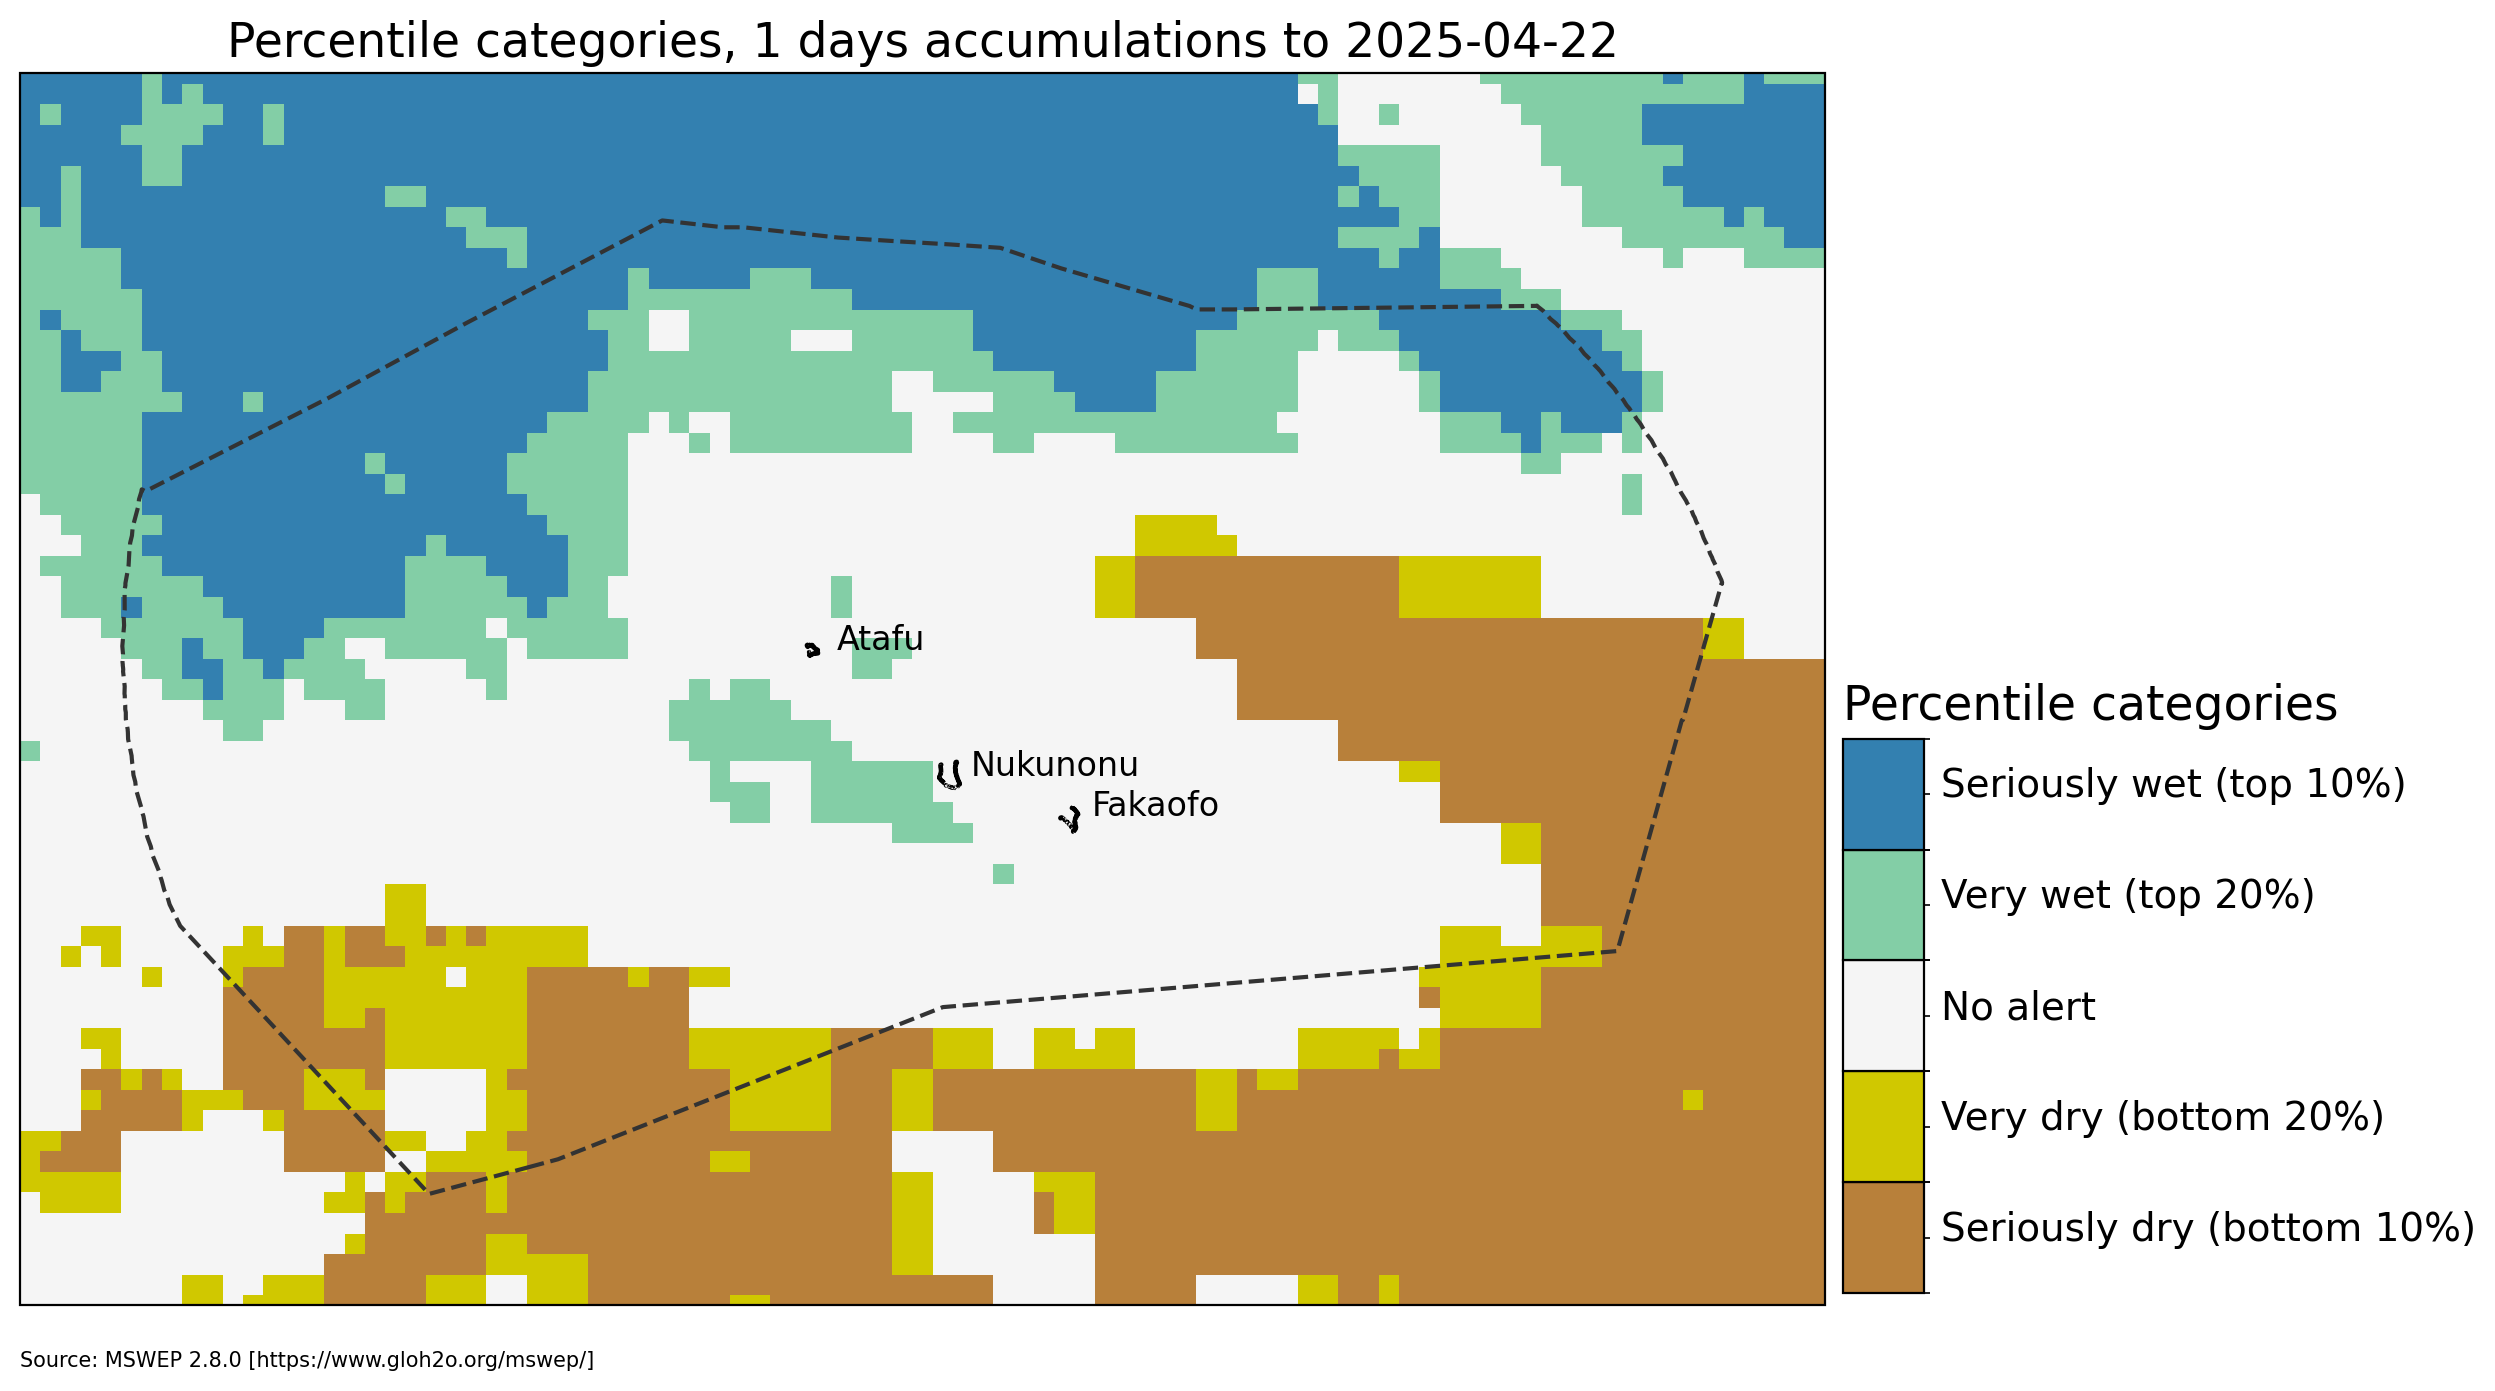 Percentile categories, 1 days accumulations to 2025-04-22
Atafu
Nukunonu
Fakaofo
Percentile categories
Seriously wet (top 10%)
Very wet (top 20%)
No alert
Very dry (bottom 20%)
Seriously dry (bottom 10%)
Source: MSWEP 2.8.0 [https://www.gloh2o.org/mswep/]